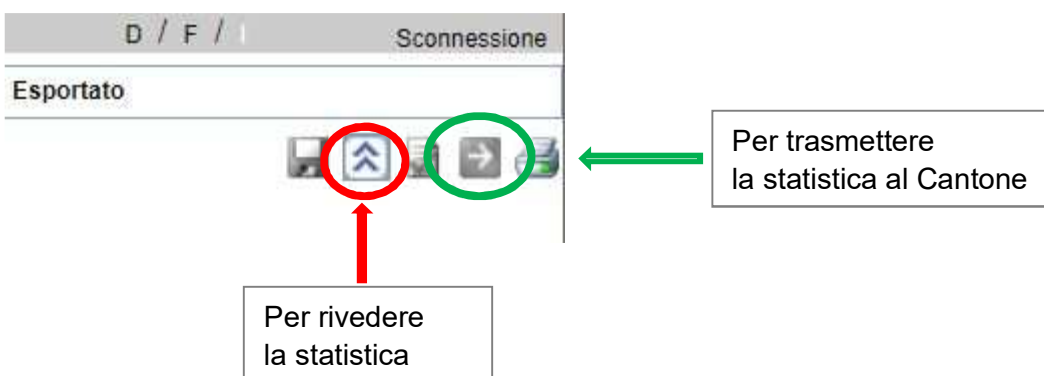 D / F /
Sconnessione
Esportato
Per trasmettere
la statistica al Cantone
Per rivedere
la statistica